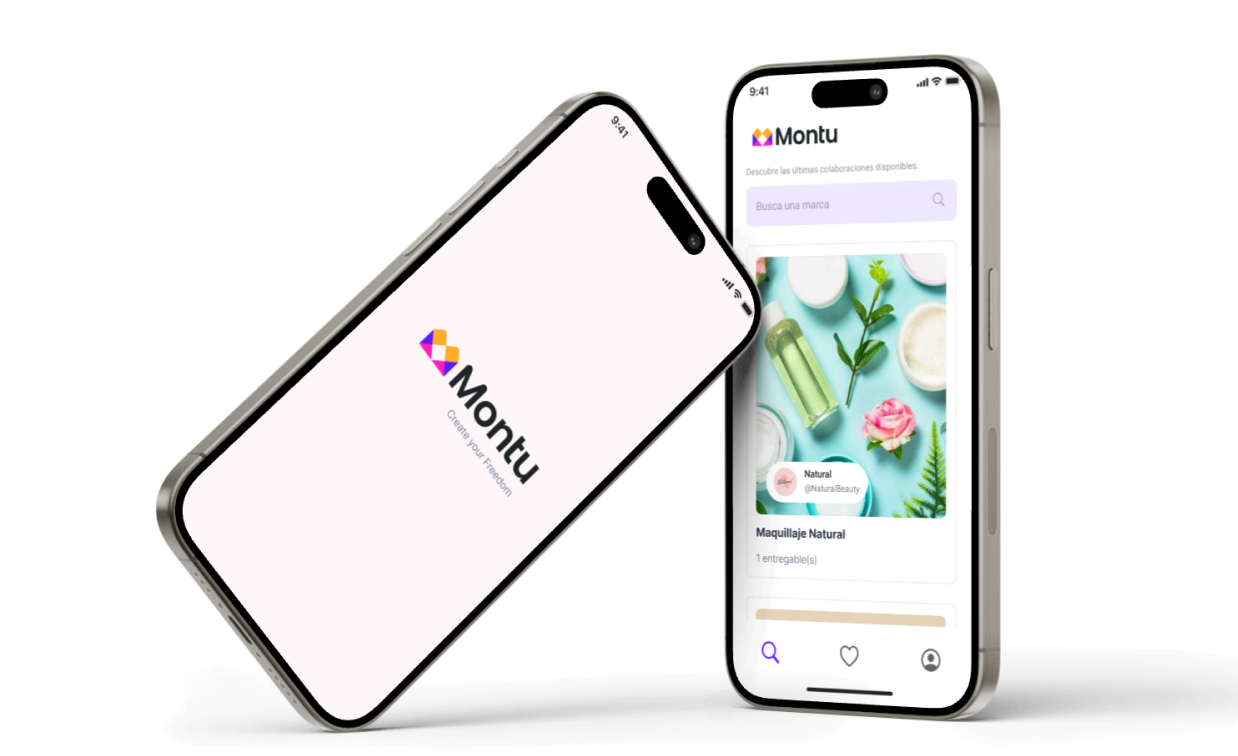 9:41
Montu
Create your Freedom
9:41
Montu
Descubre las últimas colaboraciones disponibles.
Busca una marca
Natural
@NaturalBeauty
Maquillaje Natural
1 entregable(s)